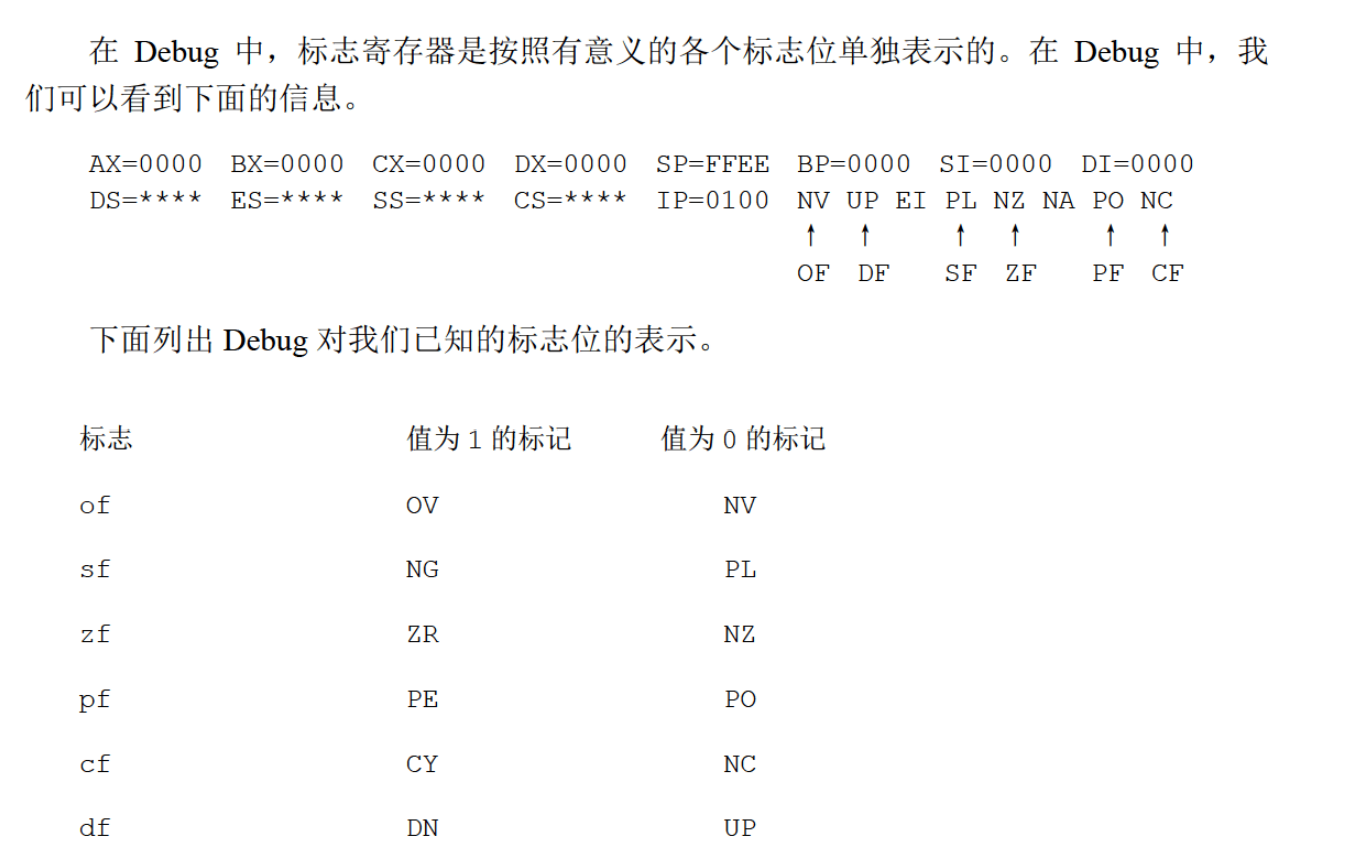 在 Debug 中，标志寄存器是按照有意义的各个标志位单独表示的。在 Debug 中，我
们可以看到下面的信息。
AX=0000 BX=0000 CX=0000 DX=0000 SP=FFEE BP=0000 SI=0000 DI=0000
DS=**** ES=**** SS=**** CS=**** IP=0100 NV UP EI PL NZ NA PO NC
↑ ↑ ↑ ↑ ↑ ↑
OF DF SF ZF PF CF
下面列出 Debug 对我们已知的标志位的表示。
标志 值为 1 的标记 值为 0 的标记
of OV NV
sf NG PL
zf ZR NZ
pf PE PO
cf CY NC
df DN UP